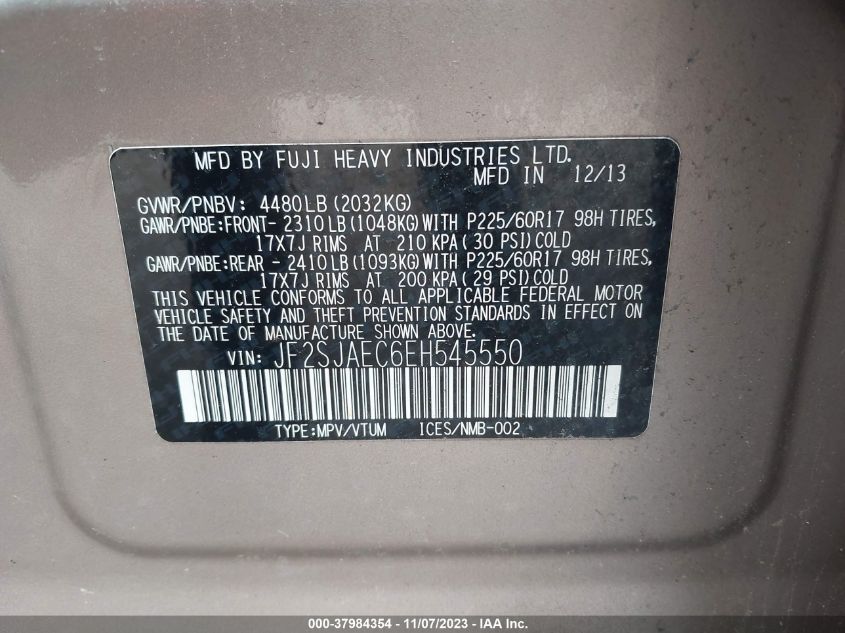 MFD BY FUJI HEAVY INDUSTRIES LTD.
MFD IN 12/13
GVWR/PNBV: 4480LB (2032KG)
GAWR/PNBE:FRONT- 2310LB(1048KG)WITH P225/60R17 98H TIRES,
17X7J RIMS AT 210 KPA(30 PSI)COLD
GAWR/PNBE:REAR - 2410LB(1093KG)WITH P225/60R17 98H TIRES,
17X7J RIMS AT 200 KPA(29 PSI)COLD
THIS VEHICLE CONFORMS TO ALL APPLICABLE FEDERAL MOTOR
VEHICLE SAFETY AND THEFT PREVENTION STANDARDS IN EFFECT ON
THE DATE OF MANUFACTURE SHOWN ABOVE.
VIN: JF2SJAEC6EH545550
TYPE:MPV/VTUM ICES/NMB-002
000-37984354 - 11/07/2023 - IAA Inc.